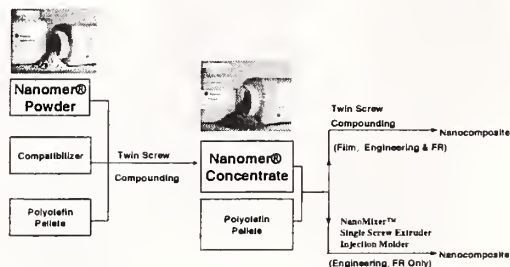 Nanomer®
Powder
Compatibilizer
Polyolefin
Pellets
Twin Screw
Compounding
Nanomer®
Concentrate
Polyolefin
Pellets
Twin Screw
Compounding
Nanocomposite
(Film, Engineering & FR)
NanoMixer™
Single Screw Extruder
Injection Molder
Nanocomposite
(Engineering, FR Only)